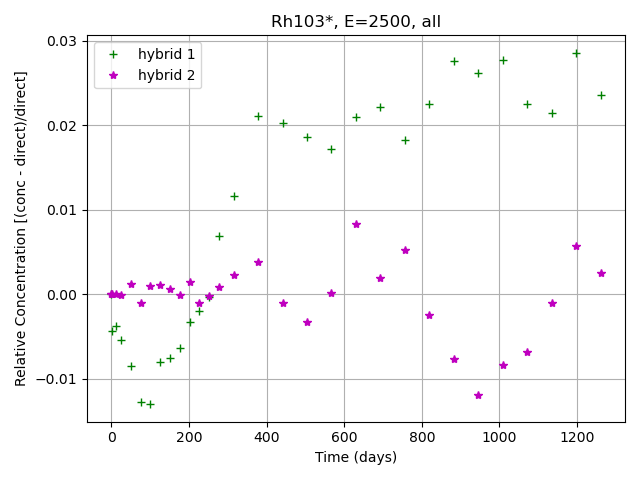 Rh103*, E=2500, all
hybrid 1
hybrid 2
Relative Concentration [(conc - direct)/direct]
0.03
0.02
0.01
0.00
−0.01
0 200 400 600 800 1000 1200
Time (days)